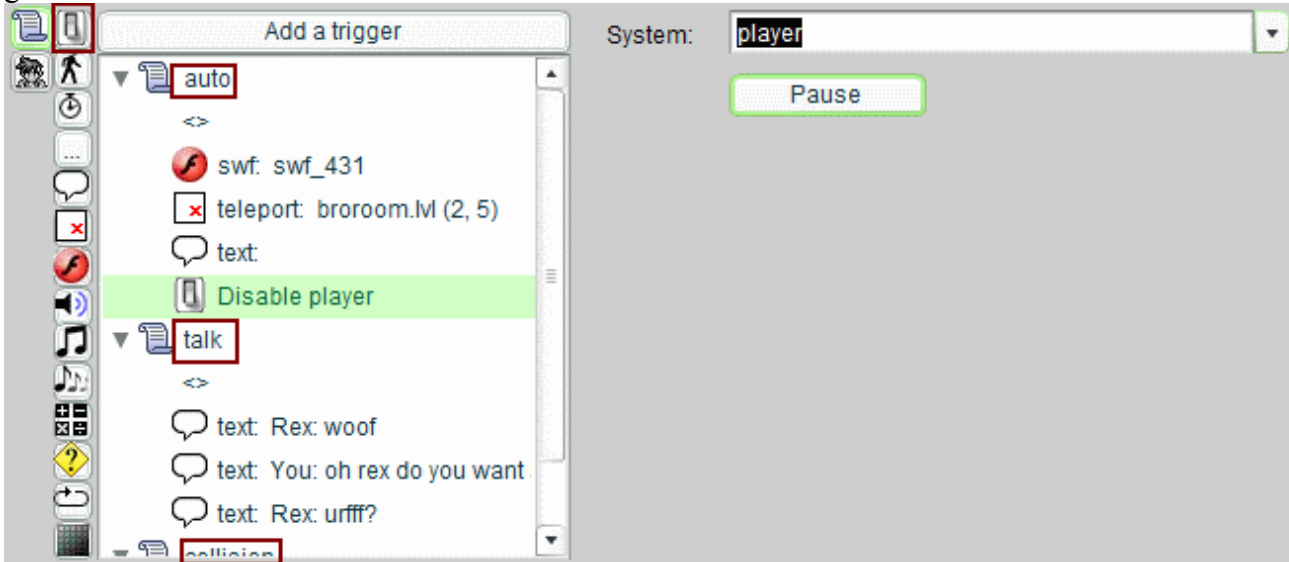 Add a trigger
System: player
auto
Pause
<>
swf: swf_431
teleport: broroom.lvl (2, 5)
...
text:
Disable player
talk
<>
text: Rex: woof
text: You: oh rex do you want
text: Rex: urfff?
collision